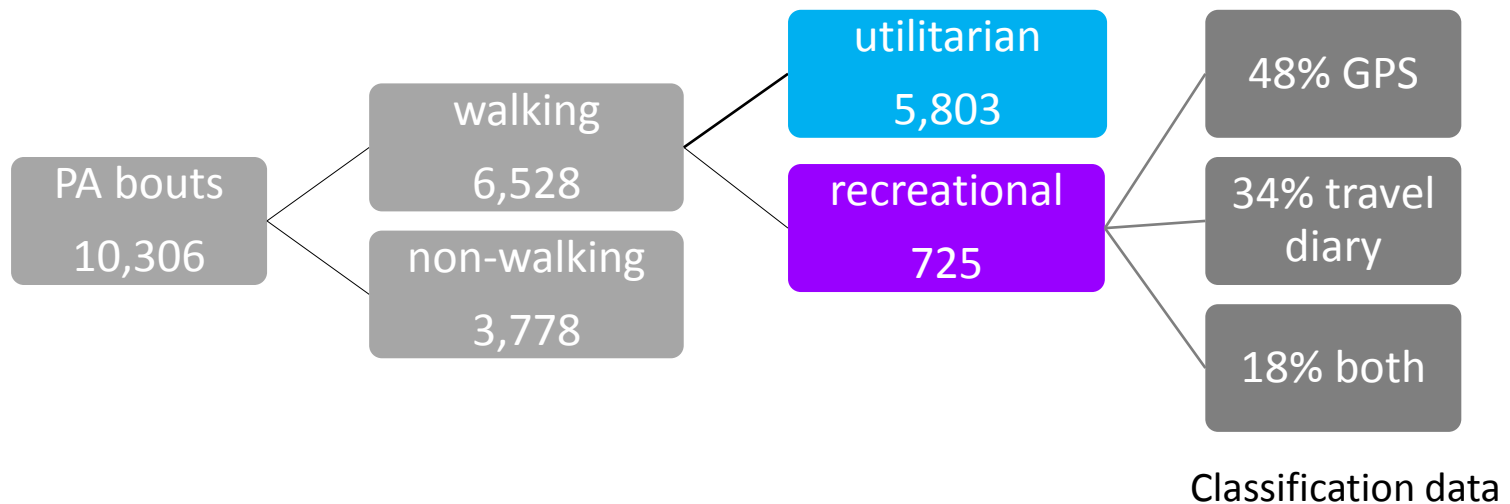 PA bouts
10,306
walking
6,528
non-walking
3,778
utilitarian
5,803
recreational
725
48% GPS
34% travel
diary
18% both
Classification data